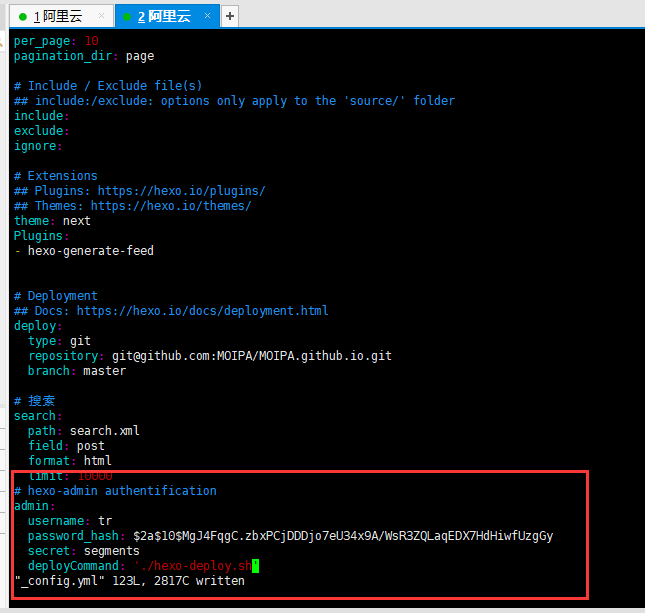 1 阿里云 × 2 阿里云 × +
per_page: 10
pagination_dir: page
# Include / Exclude file(s)
## include:/exclude: options only apply to the 'source/' folder
include:
exclude:
ignore:
# Extensions
## Plugins: https://hexo.io/plugins/
## Themes: https://hexo.io/themes/
theme: next
Plugins:
- hexo-generate-feed
# Deployment
## Docs: https://hexo.io/docs/deployment.html
deploy:
type: git
repository: git@github.com:MOIPA/MOIPA.github.io.git
branch: master
# 搜索
search:
path: search.xml
field: post
format: html
limit: 10000
# hexo-admin authentification
admin:
username: tr
password_hash: $2a$10$MgJ4FqgC.zbxPCjDDDjo7eU34x9A/WsR3ZQLaqEDX7HdHiwfUzgGy
secret: segments
deployCommand: './hexo-deploy.sh'
"_config.yml" 123L, 2817C written